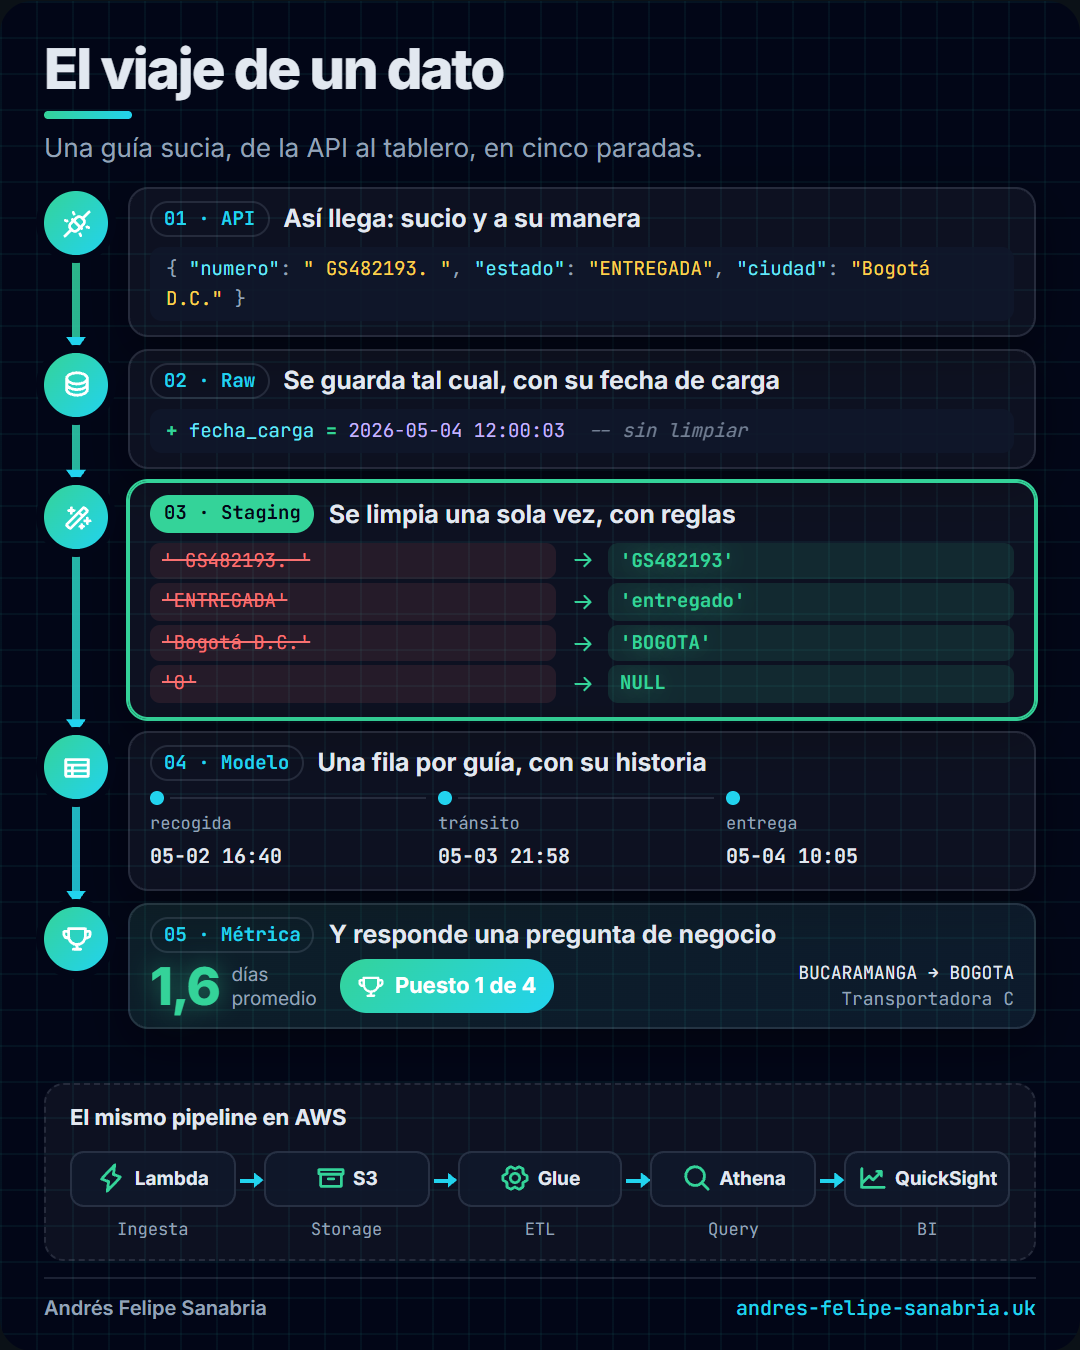 El viaje de un dato
Una guía sucia, de la API al tablero, en cinco paradas.
01 · API Así llega: sucio y a su manera
{ "numero": " GS482193. ", "estado": "ENTREGADA", "ciudad": "Bogotá
D.C." }
02 · Raw Se guarda tal cual, con su fecha de carga
+ fecha_carga = 2026-05-04 12:00:03 -- sin limpiar
03 · Staging Se limpia una sola vez, con reglas
' GS482193. ' → 'GS482193'
'ENTREGADA' → 'entregado'
'Bogotá D.C.' → 'BOGOTA'
'0' → NULL
04 · Modelo Una fila por guía, con su historia
recogida tránsito entrega
05-02 16:40 05-03 21:58 05-04 10:05
05 · Métrica Y responde una pregunta de negocio
1,6 días promedio Puesto 1 de 4 BUCARAMANGA → BOGOTA
Transportadora C
El mismo pipeline en AWS
Lambda S3 Glue Athena QuickSight
Ingesta Storage ETL Query BI
Andrés Felipe Sanabria andres-felipe-sanabria.uk